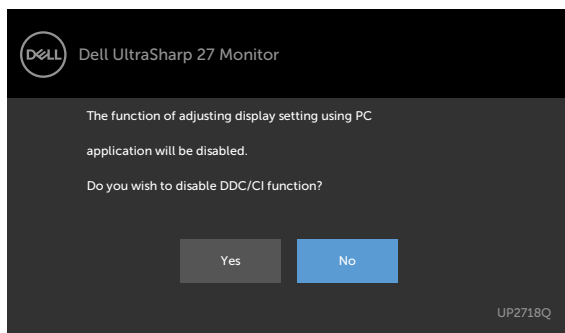 DELL
Dell UltraSharp 27 Monitor
The function of adjusting display setting using PC
application will be disabled.
Do you wish to disable DDC/CI function?
Yes
No
UP2718Q